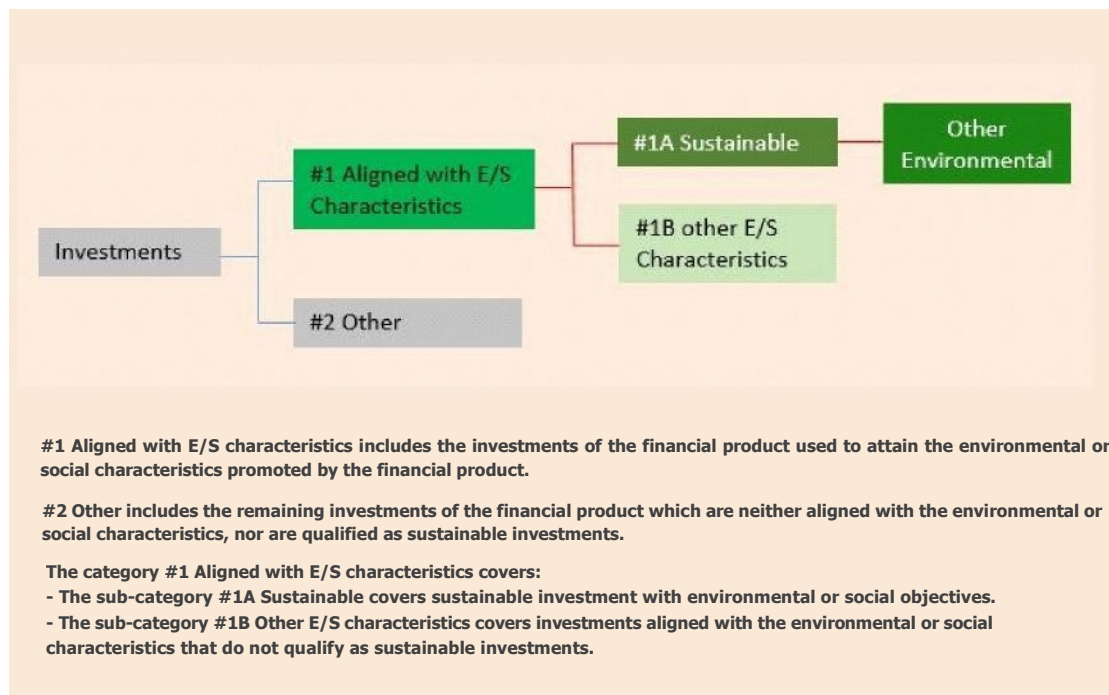 Investments
#1 Aligned with E/S
Characteristics
#2 Other
#1A Sustainable
#1B other E/S
Characteristics
Other
Environmental
#1 Aligned with E/S characteristics includes the investments of the financial product used to attain the environmental or
social characteristics promoted by the financial product.
#2 Other includes the remaining investments of the financial product which are neither aligned with the environmental or
social characteristics, nor are qualified as sustainable investments.
The category #1 Aligned with E/S characteristics covers:
- The sub-category #1A Sustainable covers sustainable investment with environmental or social objectives.
- The sub-category #1B Other E/S characteristics covers investments aligned with the environmental or social
characteristics that do not qualify as sustainable investments.